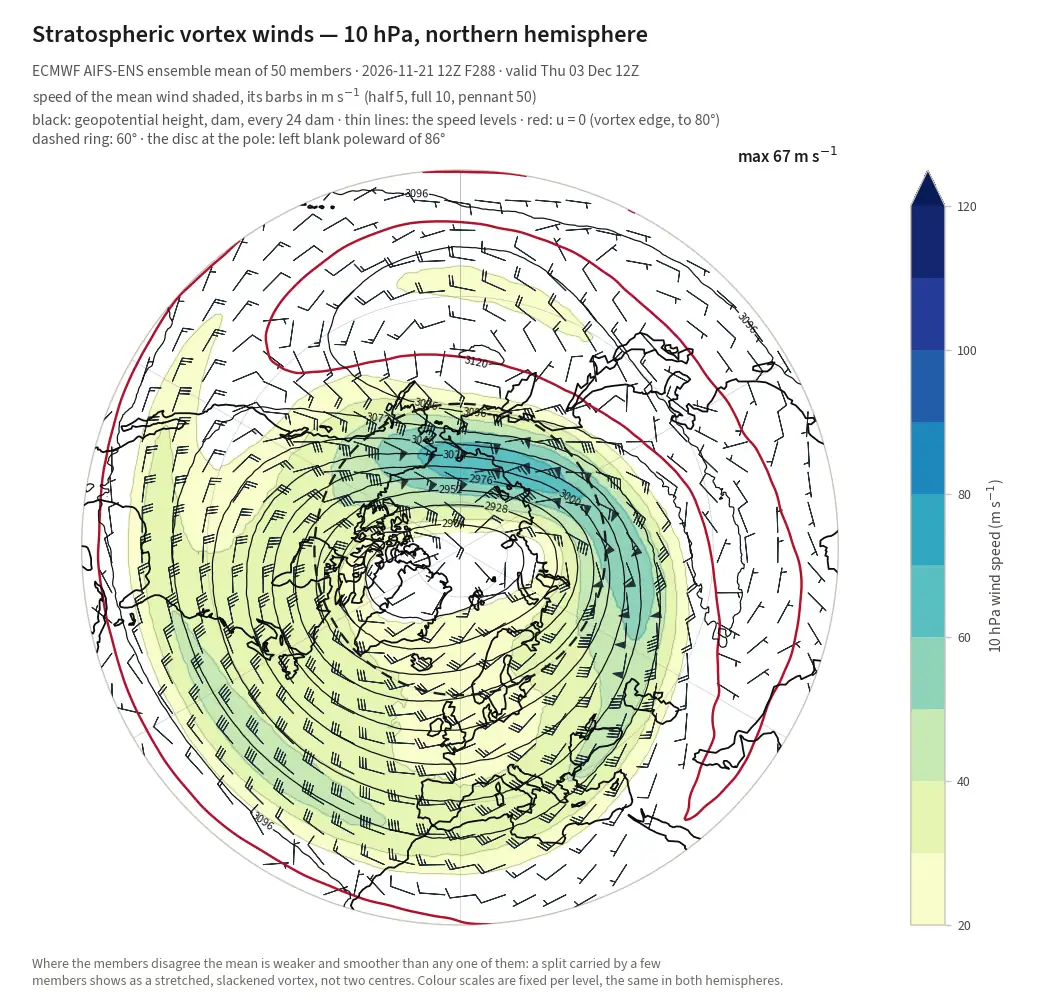 Stratospheric vortex winds — 10 hPa, northern hemisphere
ECMWF AIFS-ENS ensemble mean of 50 members · 2026-11-21 12Z F288 · valid Thu 03 Dec 12Z
speed of the mean wind shaded, its barbs in m s⁻¹ (half 5, full 10, pennant 50)
black: geopotential height, dam, every 24 dam · thin lines: the speed levels · red: u = 0 (vortex edge, to 80°)
dashed ring: 60° · the disc at the pole: left blank poleward of 86°
max 67 m s⁻¹
3096
3096
3120
2976
3000
2928
3096
120
100
80
60
40
20
10 hPa wind speed (m s⁻¹)
Where the members disagree the mean is weaker and smoother than any one of them: a split carried by a few
members shows as a stretched, slackened vortex, not two centres. Colour scales are fixed per level, the same in both hemispheres.